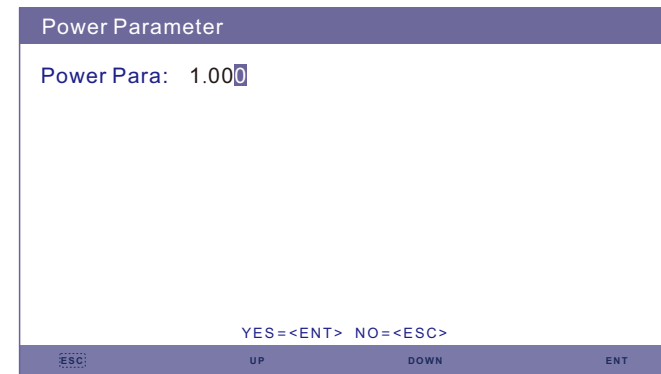 Power Parameter
Power Para: 1.000
YES=<ENT> NO=<ESC>
ESC UP DOWN ENT